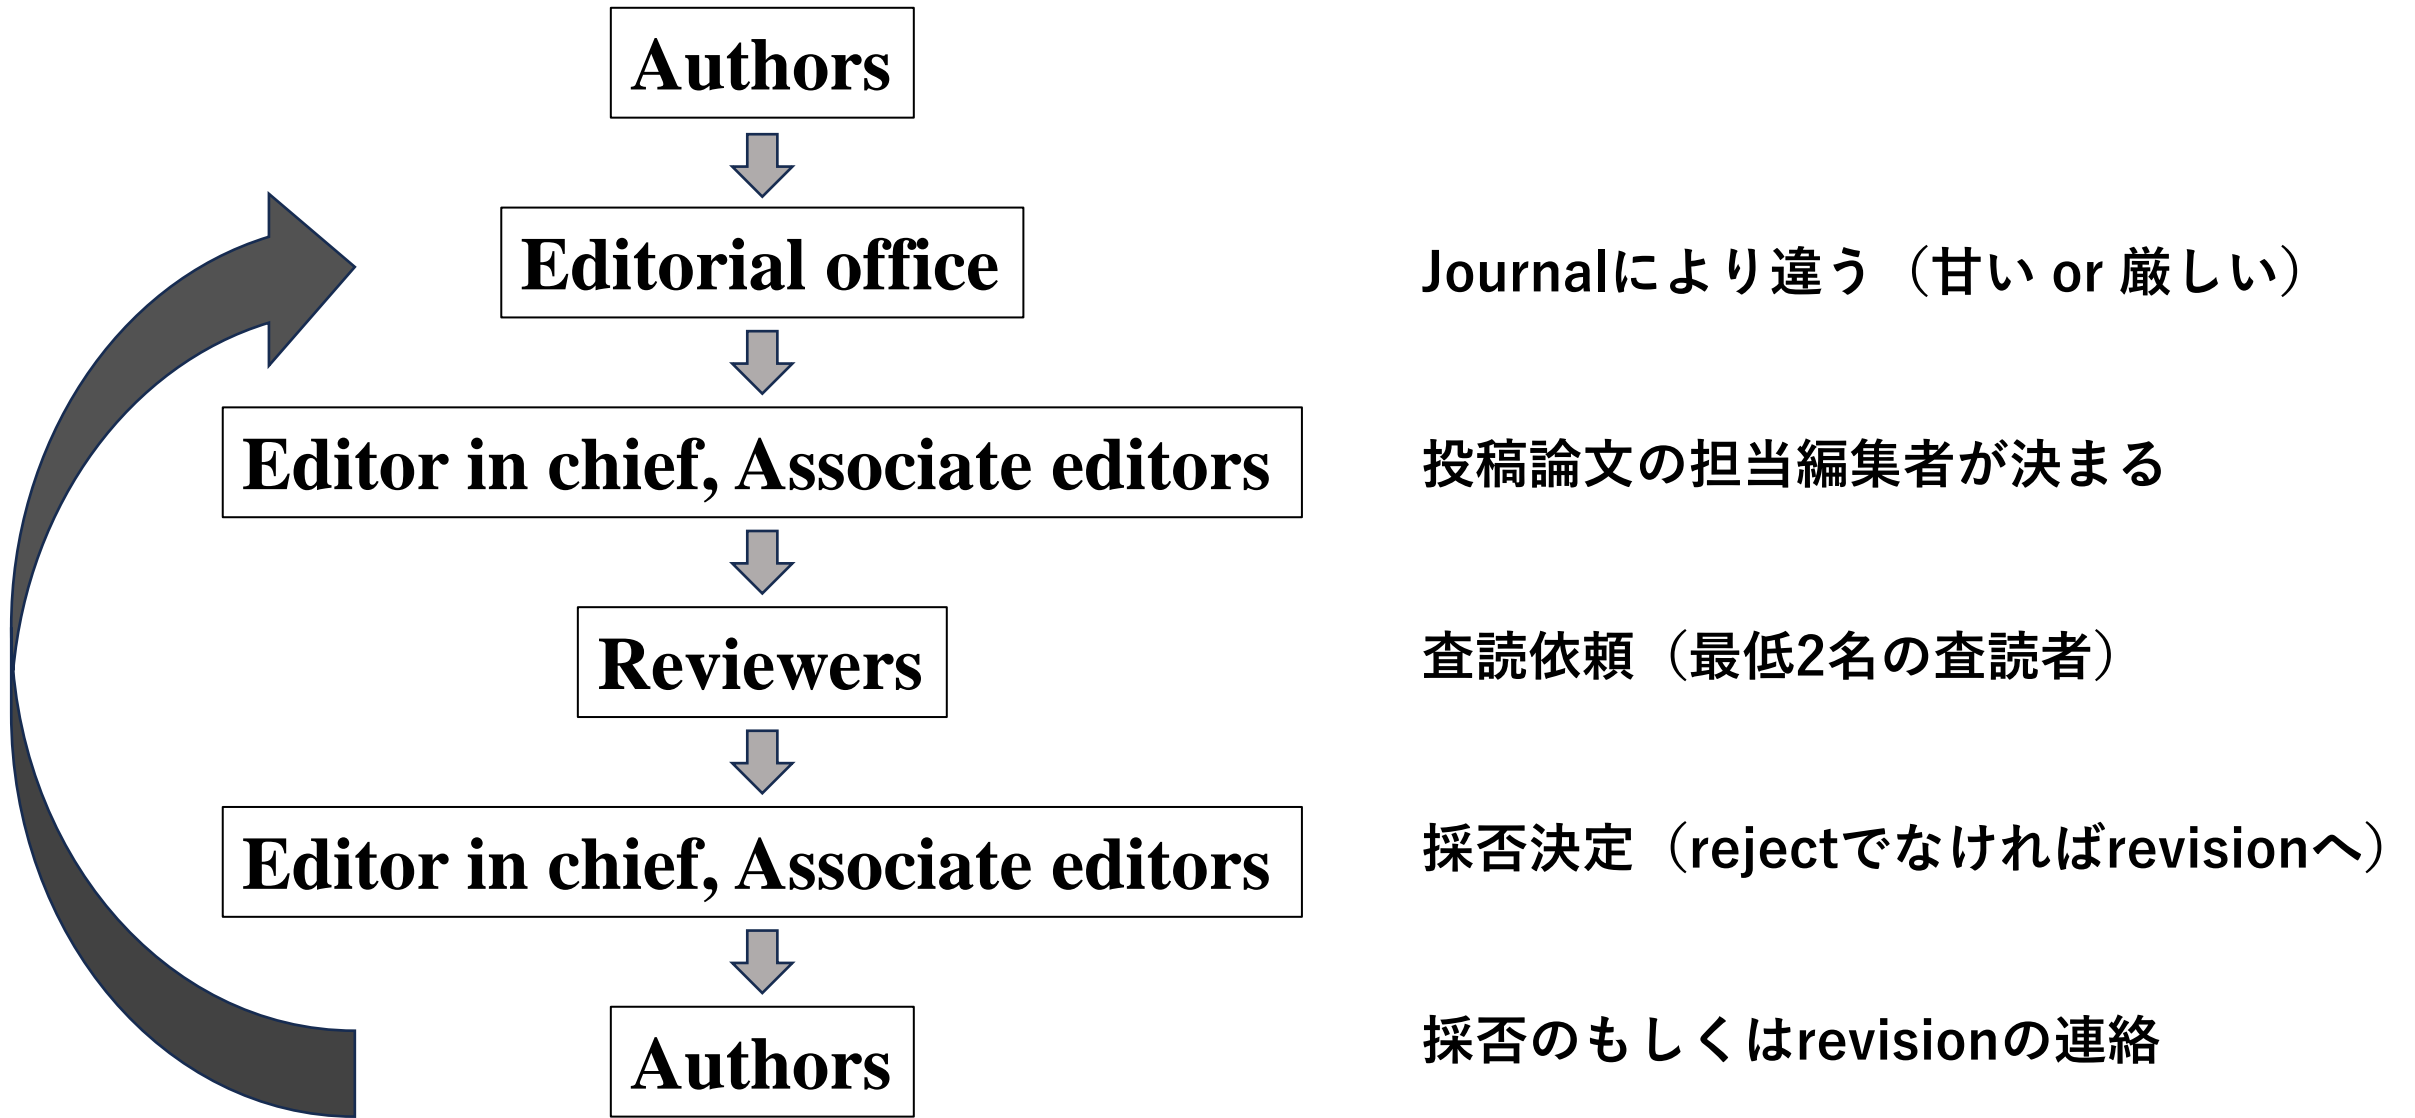 Authors
Editorial office
Journalにより違う（甘い or 厳しい）
Editor in chief, Associate editors
投稿論文の担当編集者が決まる
Reviewers
査読依頼（最低2名の査読者）
Editor in chief, Associate editors
採否決定（rejectでなければrevisionへ）
Authors
採否のもしくはrevisionの連絡